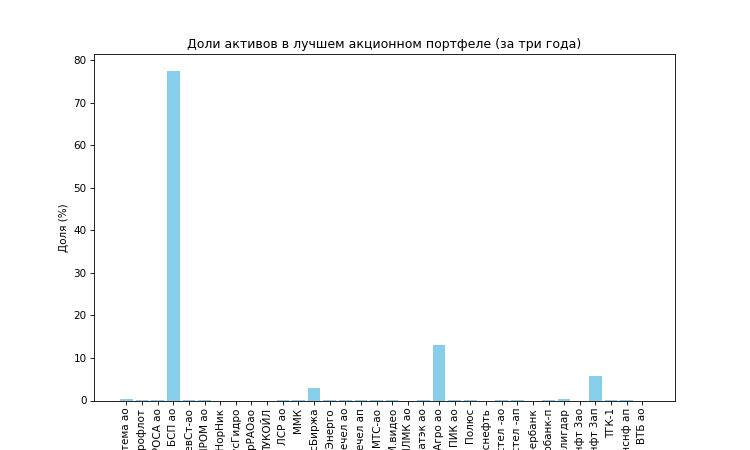 Доли активов в лучшем акционном портфеле (за три года)
Доля (%)
80
70
60
50
40
30
20
10
0
тема ао
рофлот
РОСА ао
БСП ао
евСт-ао
ПРОМ ао
НорНик
сГидро
рРАОао
ЛУКОЙЛ
ЛСР ао
ММК
сБиржа
Энерго
ечел ао
ечел ап
МТС-ао
М.видео
ЛМК ао
атэк ао
Агро ао
ПИК ао
Полюс
снефть
стел -ао
стел -ап
ербанк
рбанк-п
лигдар
нфт 3ао
нфт 3ап
ТГК-1
нснф ап
ВТБ ао